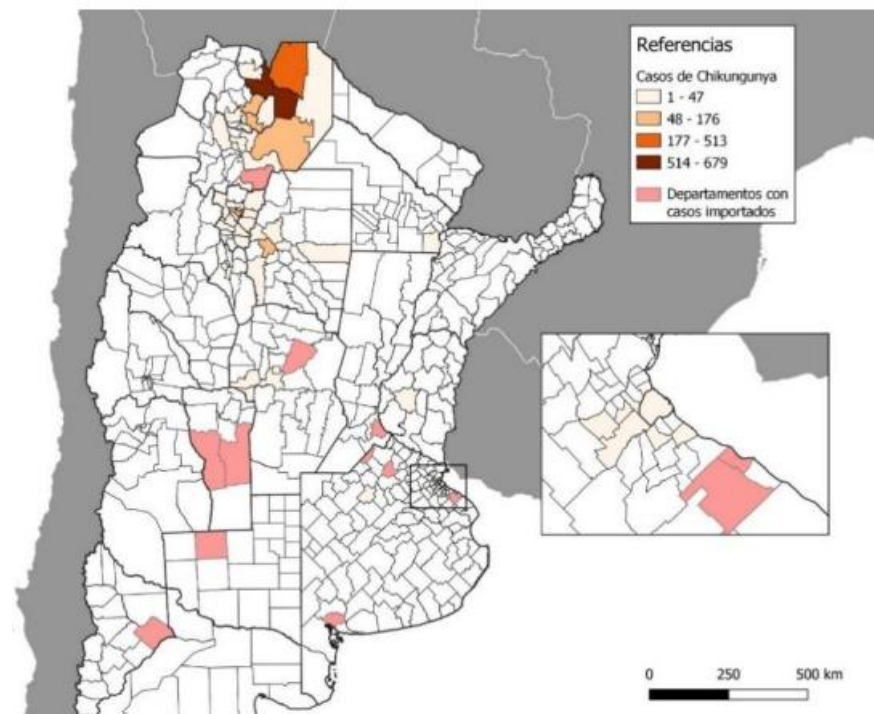 Referencias
Casos de Chikungunya
1 - 47
48 - 176
177 - 513
514 - 679
Departamentos con
casos importados
0 250 500 km